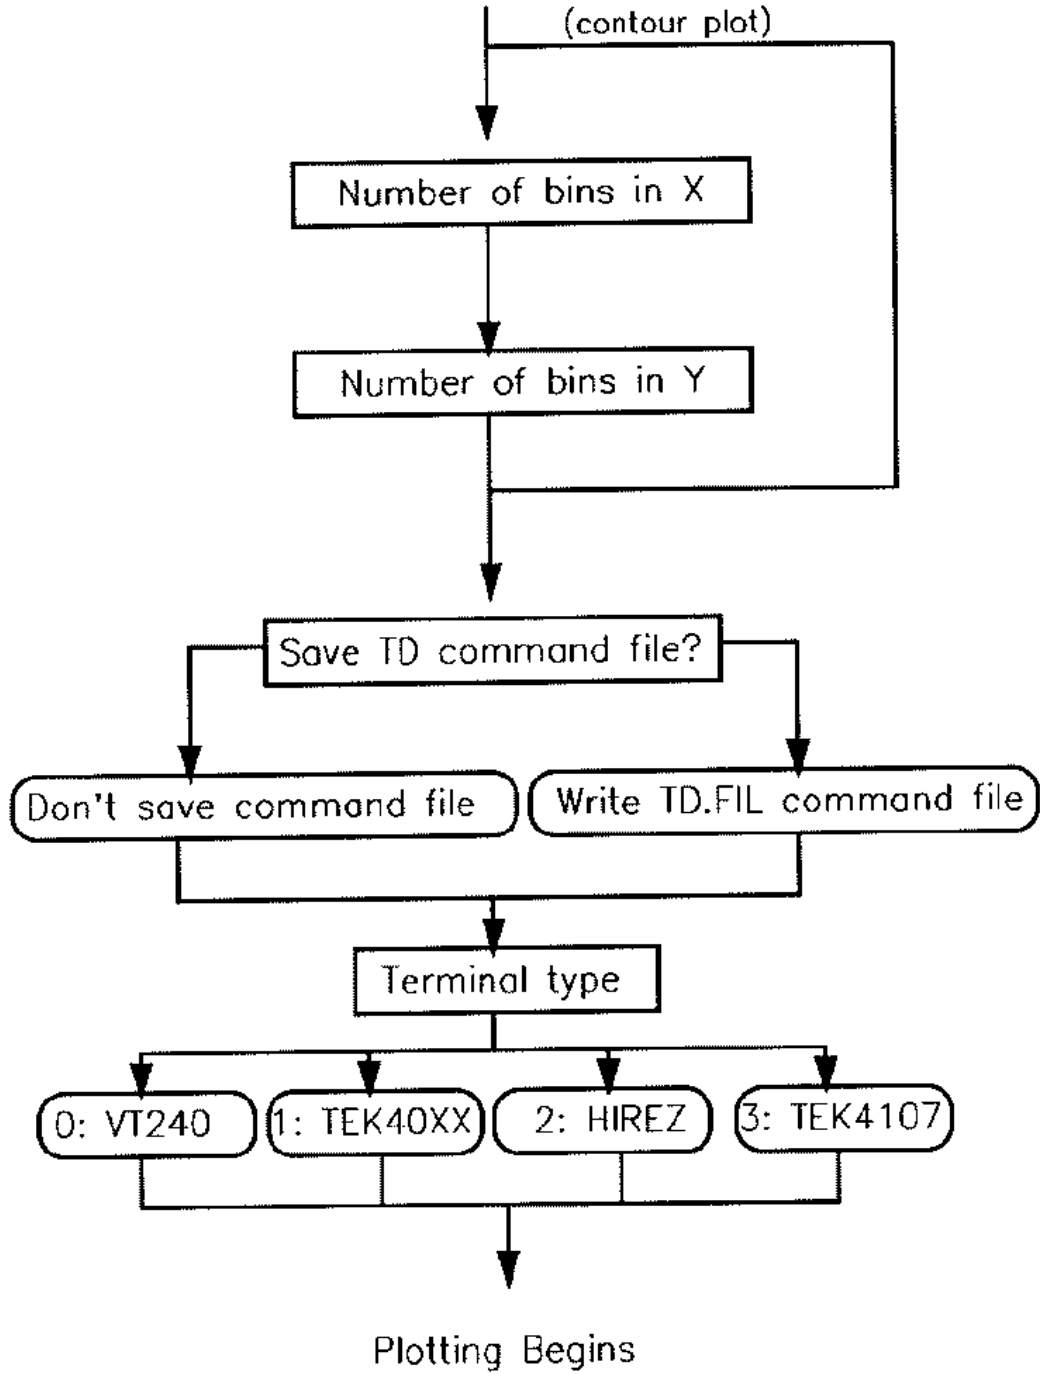 (contour plot)
Number of bins in X
Number of bins in Y
Save TD command file?
Don't save command file
Write TD.FIL command file
Terminal type
0: VT240
1: TEK40XX
2: HIREZ
3: TEK4107
Plotting Begins